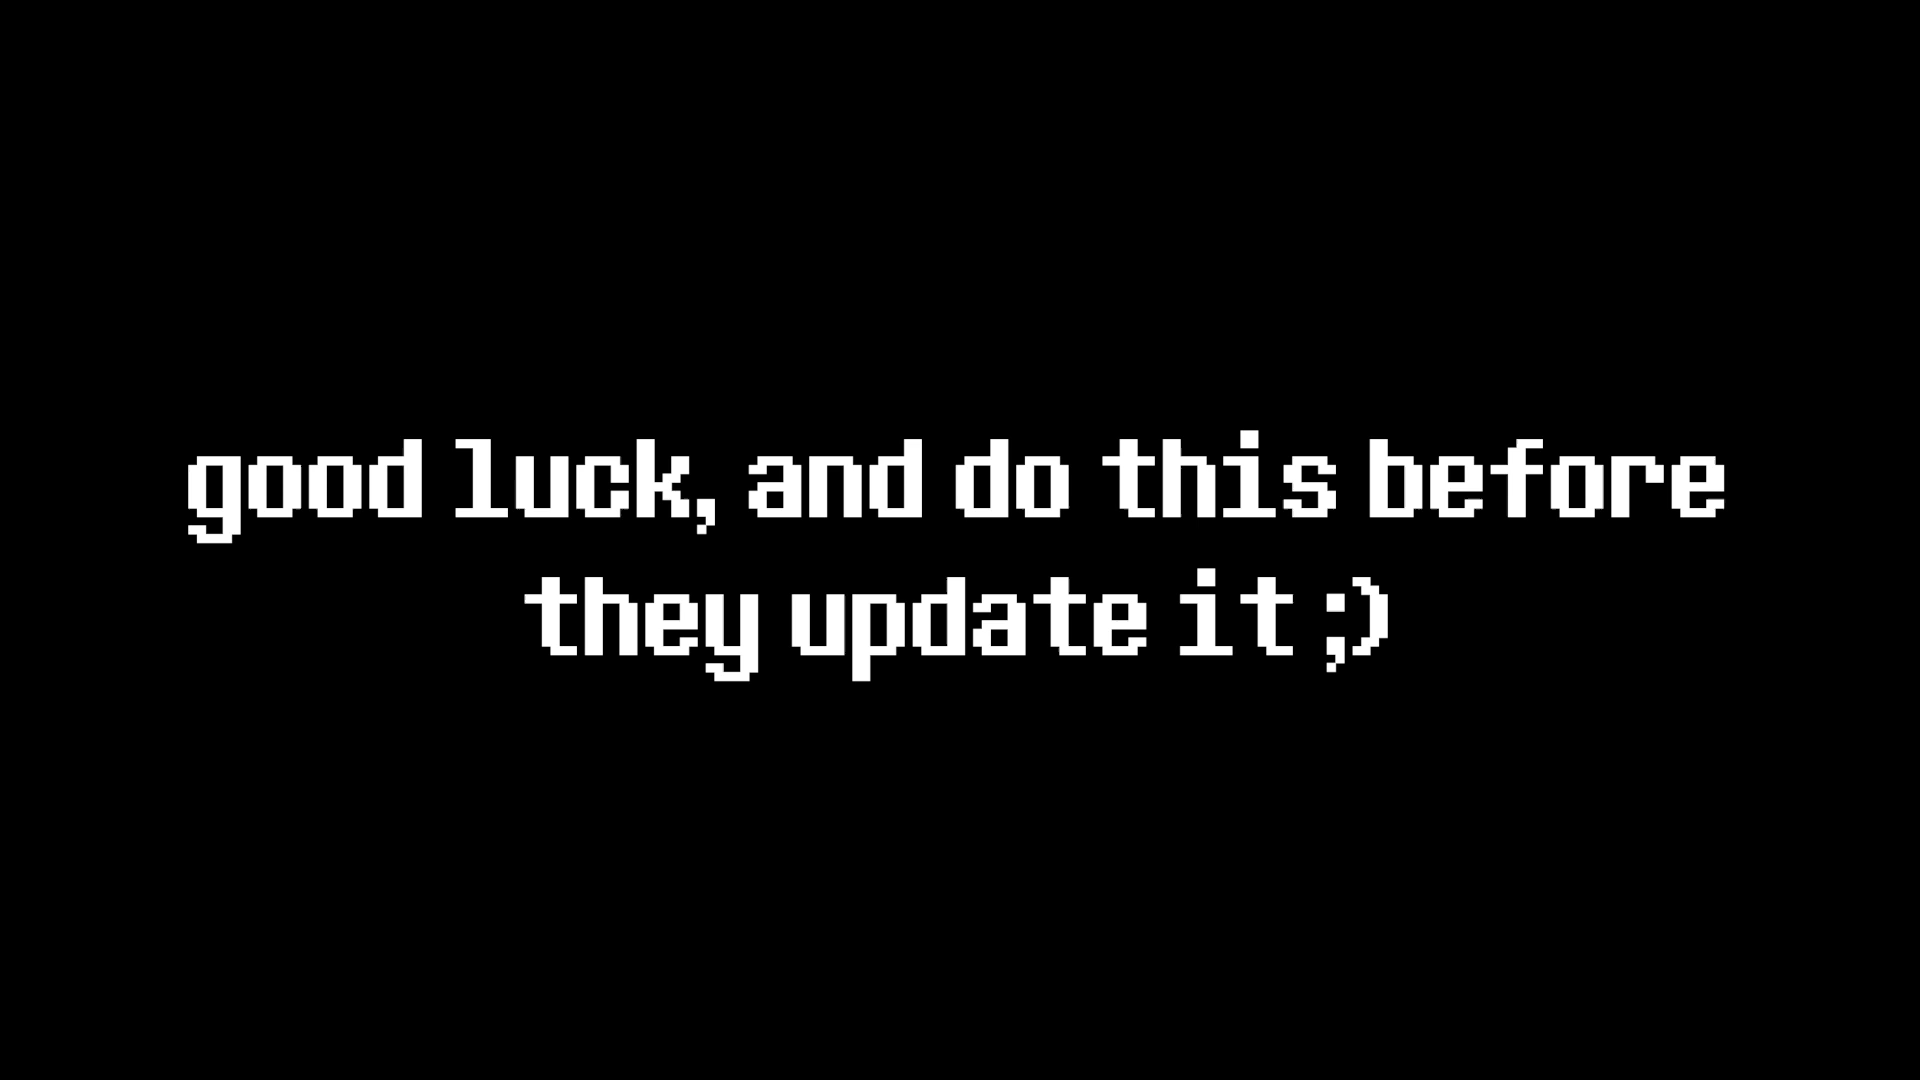 good luck, and do this before
they update it ;)